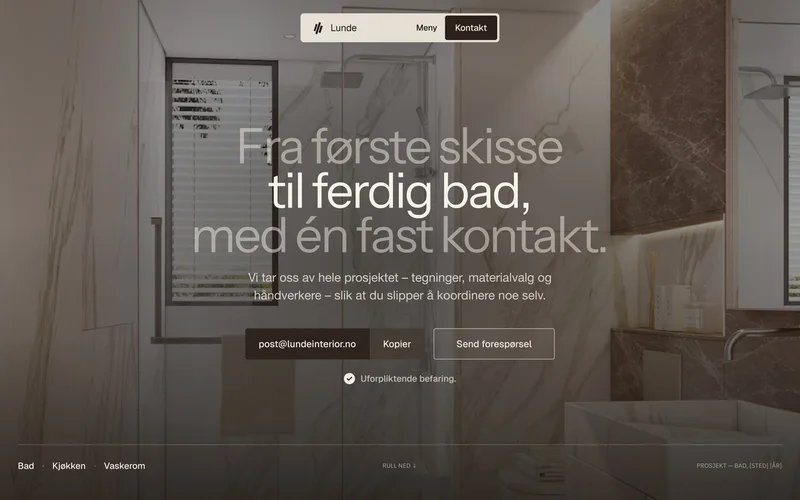 Lunde
Meny
Kontakt
Fra første skisse
til ferdig bad,
med én fast kontakt.
Vi tar oss av hele prosjektet – tegninger, materialvalg og
håndverkere – slik at du slipper å koordinere noe selv.
post@lundeinterior.no
Kopier
Send forespørsel
Uforpliktende befaring.
Bad · Kjøkken · Vaskerom
RULL NED ↓
PROSJEKT — BAD, [STED] [ÅR]